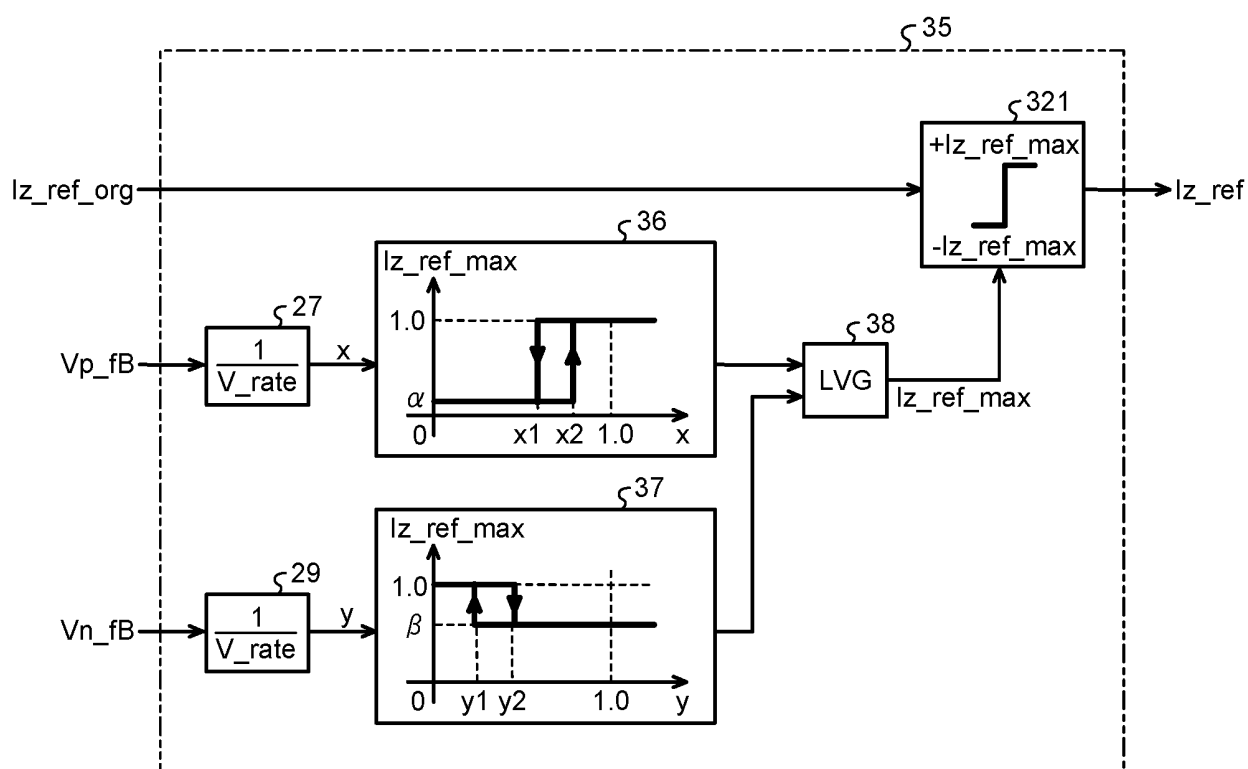 35
321
+Iz_ref_max
-Iz_ref_max
Iz_ref_org
Iz_ref
36
Iz_ref_max
1.0
α
0
x1
x2
1.0
x
27
1
V_rate
Vp_fB
x
38
LVG
Iz_ref_max
37
Iz_ref_max
1.0
β
0
y1
y2
1.0
y
29
1
V_rate
Vn_fB
y